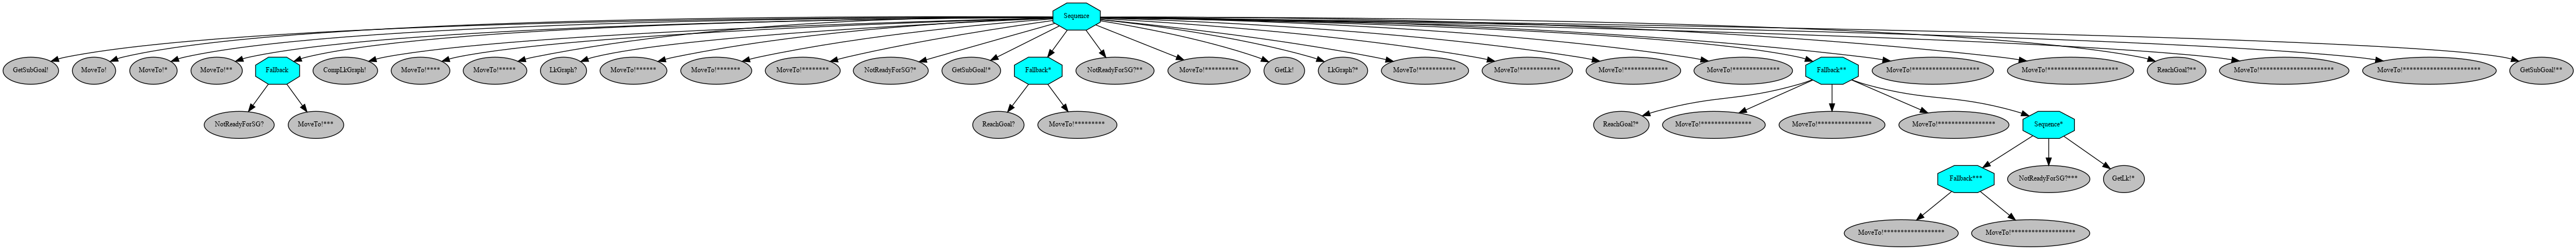 Sequence
GetSubGoal!
MoveTo!
MoveTo!*
MoveTo!**
Fallback
CompLkGraph!
MoveTo!****
MoveTo!*****
LkGraph?
MoveTo!******
MoveTo!*******
MoveTo!********
NotReadyForSG?*
GetSubGoal!*
Fallback*
NotReadyForSG?**
MoveTo!**********
GetLk!
LkGraph?*
MoveTo!***********
MoveTo!************
MoveTo!*************
MoveTo!**************
Fallback**
MoveTo!********************
MoveTo!*********************
ReachGoal?**
MoveTo!**********************
MoveTo!***********************
GetSubGoal!**
NotReadyForSG?
MoveTo!***
ReachGoal?
MoveTo!*********
ReachGoal?*
MoveTo!***************
MoveTo!****************
MoveTo!*****************
Sequence*
Fallback***
NotReadyForSG?***
GetLk!*
MoveTo!******************
MoveTo!*******************